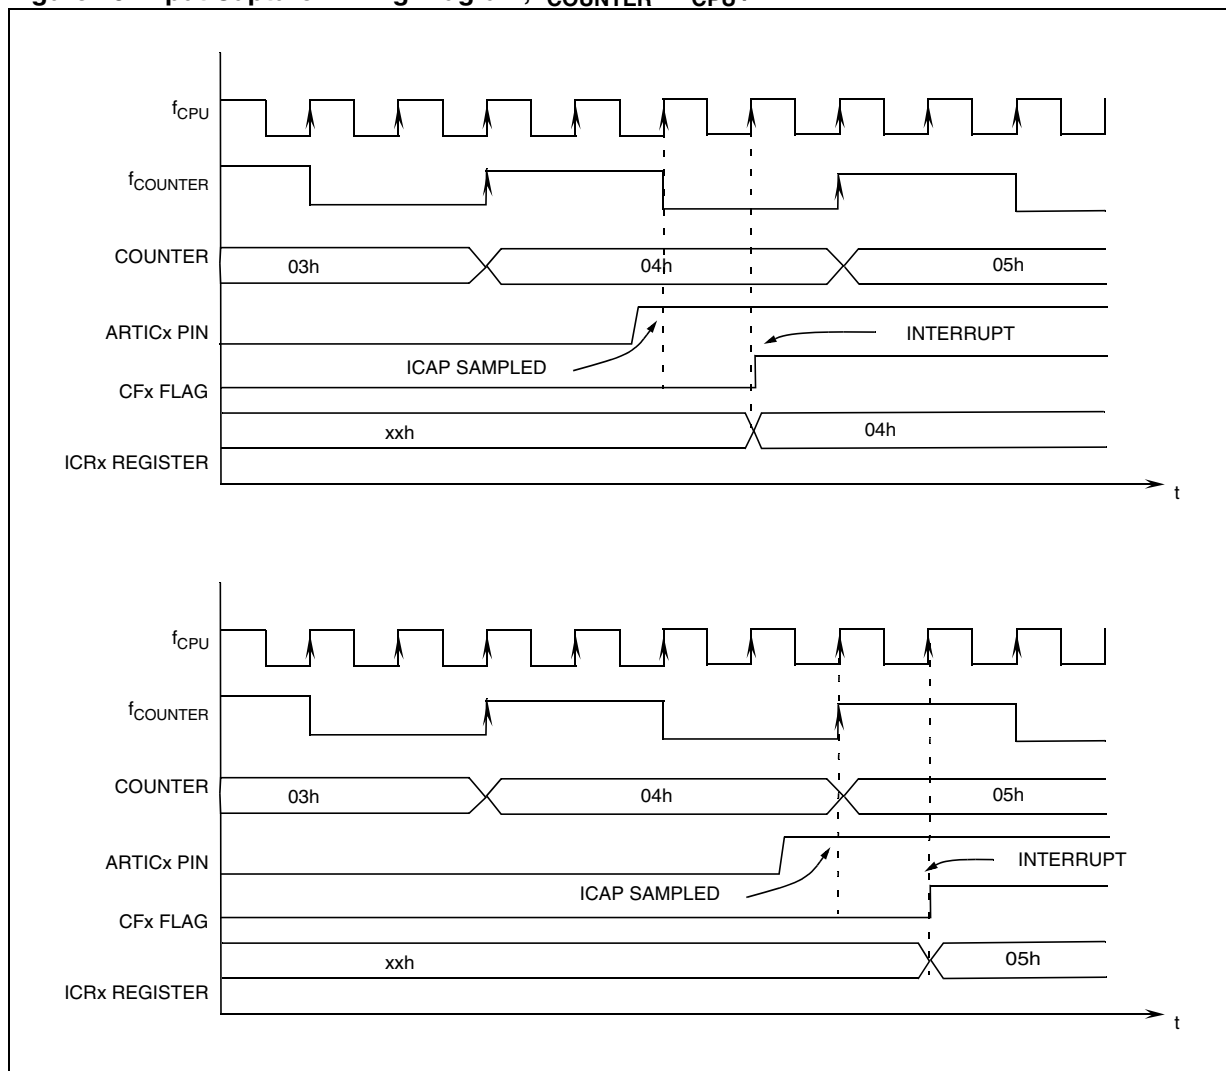 fCPU
fCOUNTER
COUNTER
03h
04h
05h
ARTICx PIN
INTERRUPT
ICAP SAMPLED
CFx FLAG
xxh
04h
ICRx REGISTER
t
fCPU
fCOUNTER
COUNTER
03h
04h
05h
ARTICx PIN
INTERRUPT
ICAP SAMPLED
CFx FLAG
xxh
05h
ICRx REGISTER
t